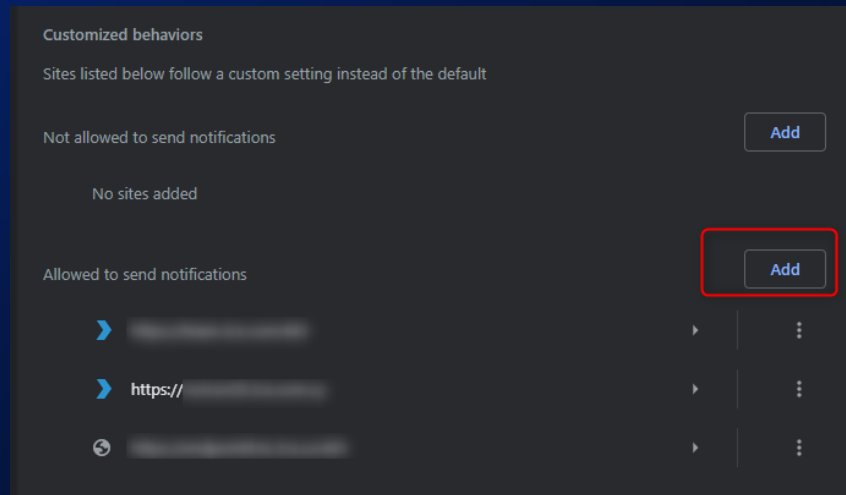 Customized behaviors
Sites listed below follow a custom setting instead of the default
Not allowed to send notifications
Add
No sites added
Allowed to send notifications
Add
https://